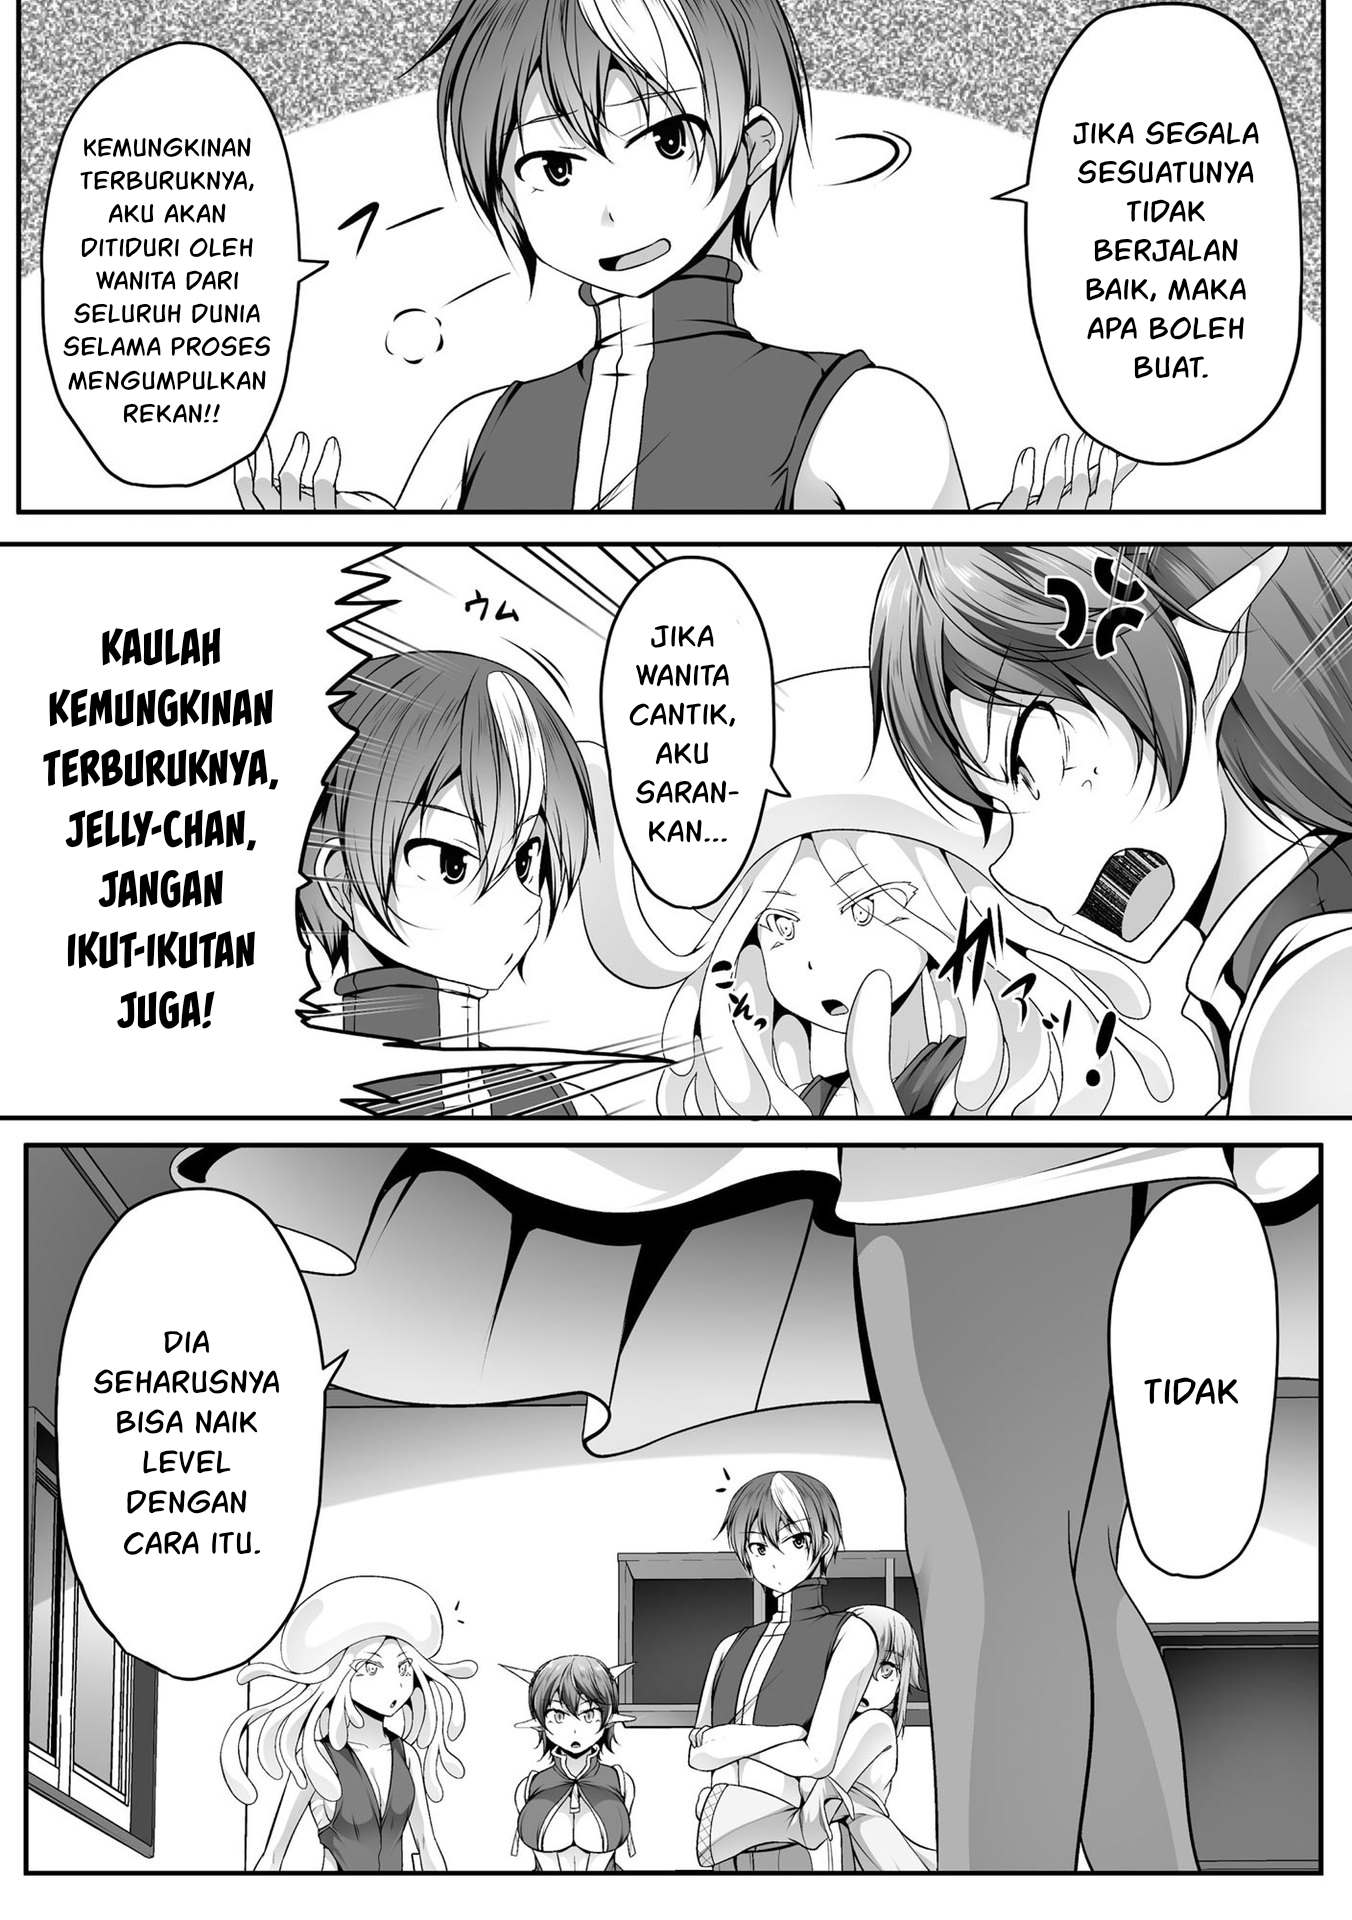 JIKA SEGALA
SESUATUNYA
TIDAK
BERJALAN
BAIK, MAKA
APA BOLEH
BUAT.
KEMUNGKINAN
TERBURUKNYA,
AKU AKAN
DITIDURI OLEH
WANITA DARI
SELURUH DUNIA
SELAMA PROSES
MENGUMPULKAN
REKAN!!
JIKA
WANITA
CANTIK,
AKU
SARAN-
KAN...
ウム
KAULAH
KEMUNGKINAN
TERBURUKNYA,
JELLY-CHAN,
JANGAN
IKUT-IKUTAN
JUGA!
TIDAK
DIA
SEHARUSNYA
BISA NAIK
LEVEL
DENGAN
CARA ITU.